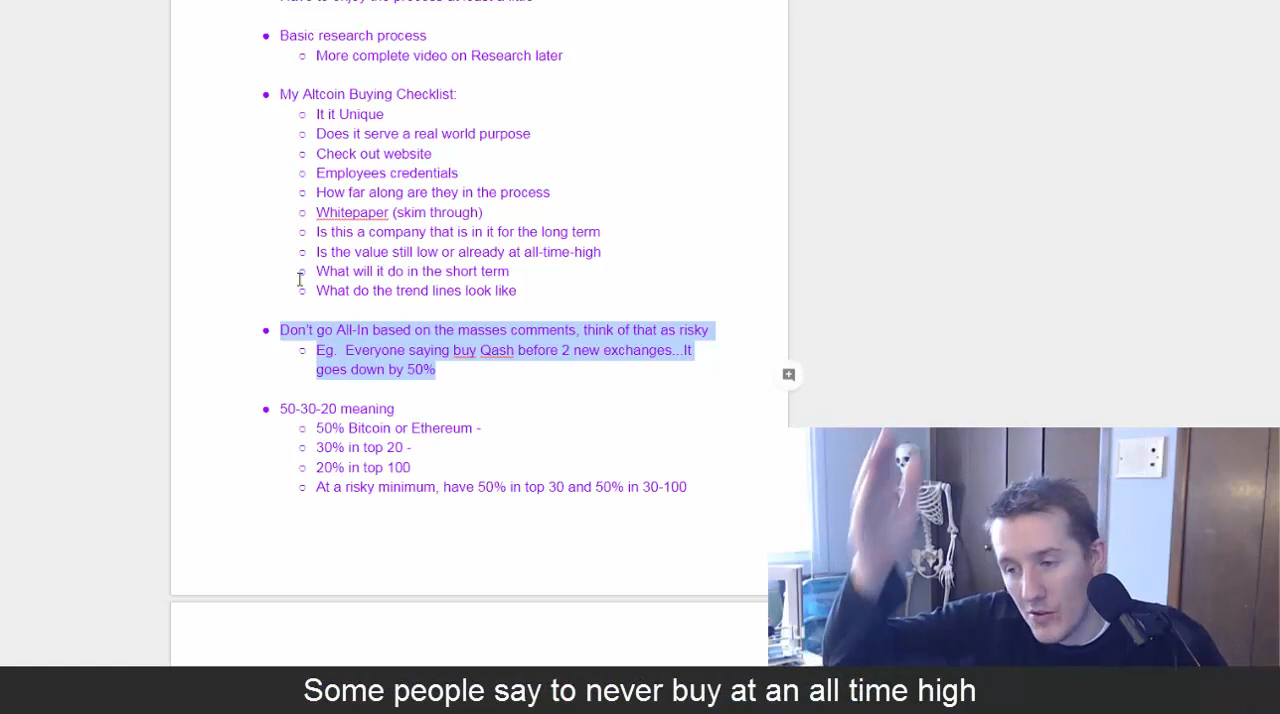 Basic research process
More complete video on Research later
My Altcoin Buying Checklist:
It it Unique
Does it serve a real world purpose
Check out website
Employees credentials
How far along are they in the process
Whitepaper (skim through)
Is this a company that is in it for the long term
Is the value still low or already at all-time-high
What will it do in the short term
What do the trend lines look like
Don't go All-In based on the masses comments, think of that as risky
Eg.  Everyone saying buy Qash before 2 new exchanges...It
goes down by 50%
50-30-20 meaning
50% Bitcoin or Ethereum -
30% in top 20 -
20% in top 100
At a risky minimum, have 50% in top 30 and 50% in 30-100
Some people say to never buy at an all time high